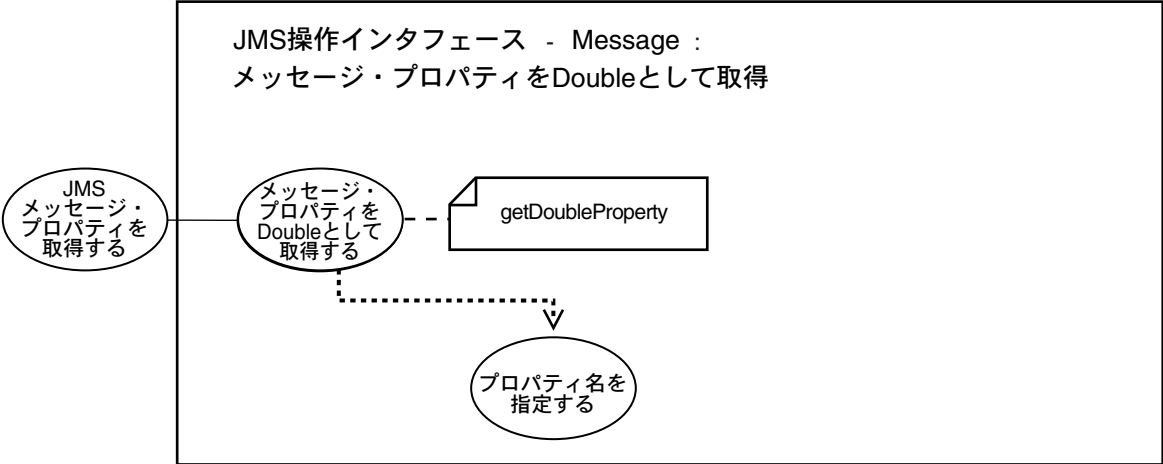 JMS操作インタフェース - Message :
メッセージ・プロパティをDoubleとして取得
JMS
メッセージ・
プロパティを
取得する
メッセージ・
プロパティを
Doubleとして
取得する
getDoubleProperty
プロパティ名を
指定する